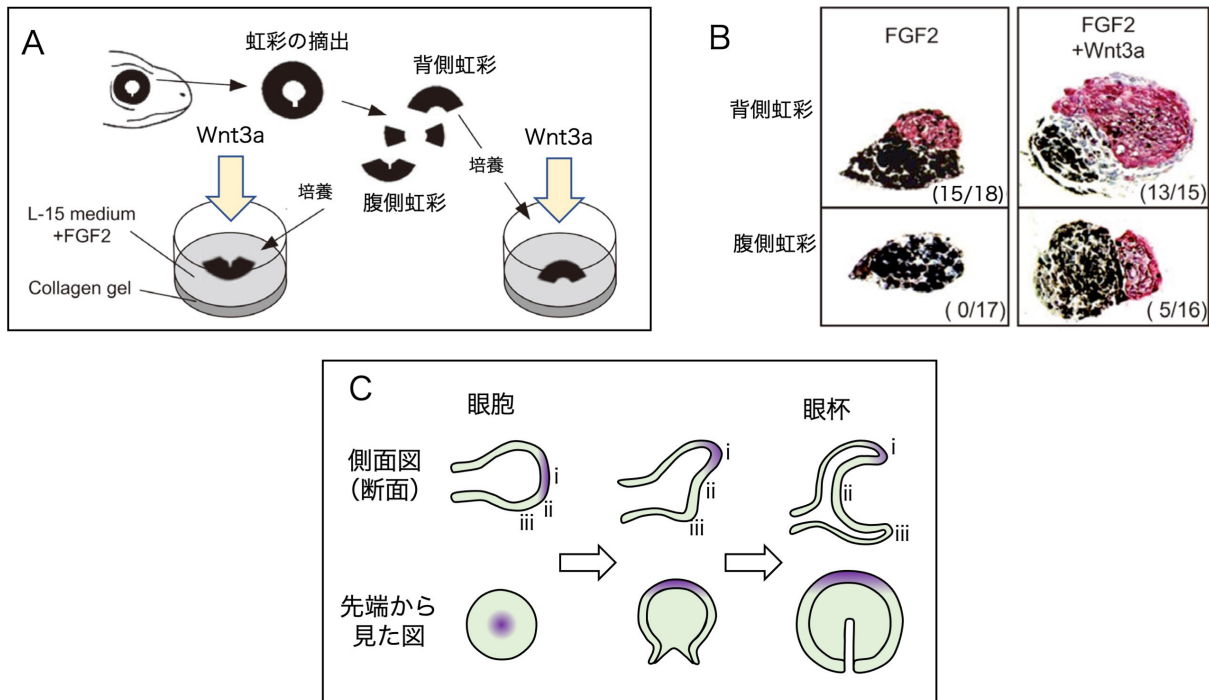 A
虹彩の摘出
背側虹彩
Wnt3a
Wnt3a
培養
腹側虹彩
培養
L-15 medium
+FGF2
Collagen gel
B
FGF2
FGF2
+Wnt3a
背側虹彩
(15/18)
(13/15)
腹側虹彩
( 0/17)
( 5/16)
C
眼胞
眼杯
側面図
（断面）
i
ii
iii
i
ii
iii
i
ii
iii
先端から
見た図